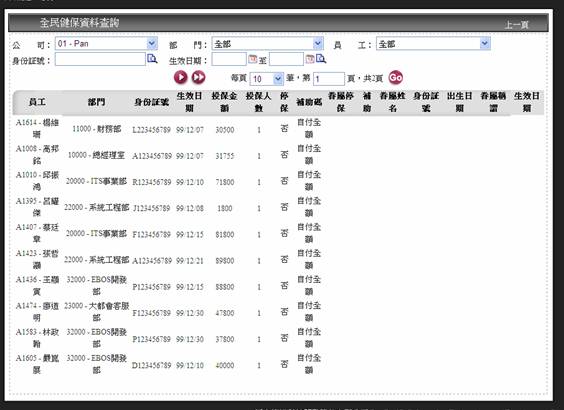 全民健保資料查詢
上一頁
公 司: 01 - Pan 部 門: 全部 員 工: 全部
身份証號: 生效日期: 至
每頁 10 筆，第 1 頁，共2頁 Go
員工 部門 身份証號 生效日期 投保金額 投保人數 停保 補助碼 眷屬停保 補助 眷屬姓名 身份証號 出生日期 眷屬稱謂 生效日期
A1614 - 楊維珊 11000 - 財務部 L223456789 99/12/07 30500 1 否 自付全額
A1008 - 高邦銘 10000 - 總經理室 A123456789 99/12/07 31755 1 否 自付全額
A1010 - 邱振鴻 20000 - ITS事業部 R123456789 99/12/10 71800 1 否 自付全額
A1395 - 呂耀傑 22000 - 系統工程部 J123456789 99/12/08 1800 1 否 自付全額
A1407 - 蔡廷章 20000 - ITS事業部 F123456789 99/12/15 81800 1 否 自付全額
A1423 - 張哲灝 22000 - 系統工程部 A123456789 99/12/21 89800 1 否 自付全額
A1436 - 王顯寅 32000 - EBOS開發部 P123456789 99/12/15 88800 1 否 自付全額
A1474 - 廖道明 23000 - 大都會客服部 F123456789 99/12/30 47800 1 否 自付全額
A1583 - 林政翰 32000 - EBOS開發部 P123456789 99/12/30 37800 1 否 自付全額
A1605 - 嚴崑展 32000 - EBOS開發部 D123456789 99/12/10 40000 1 否 自付全額